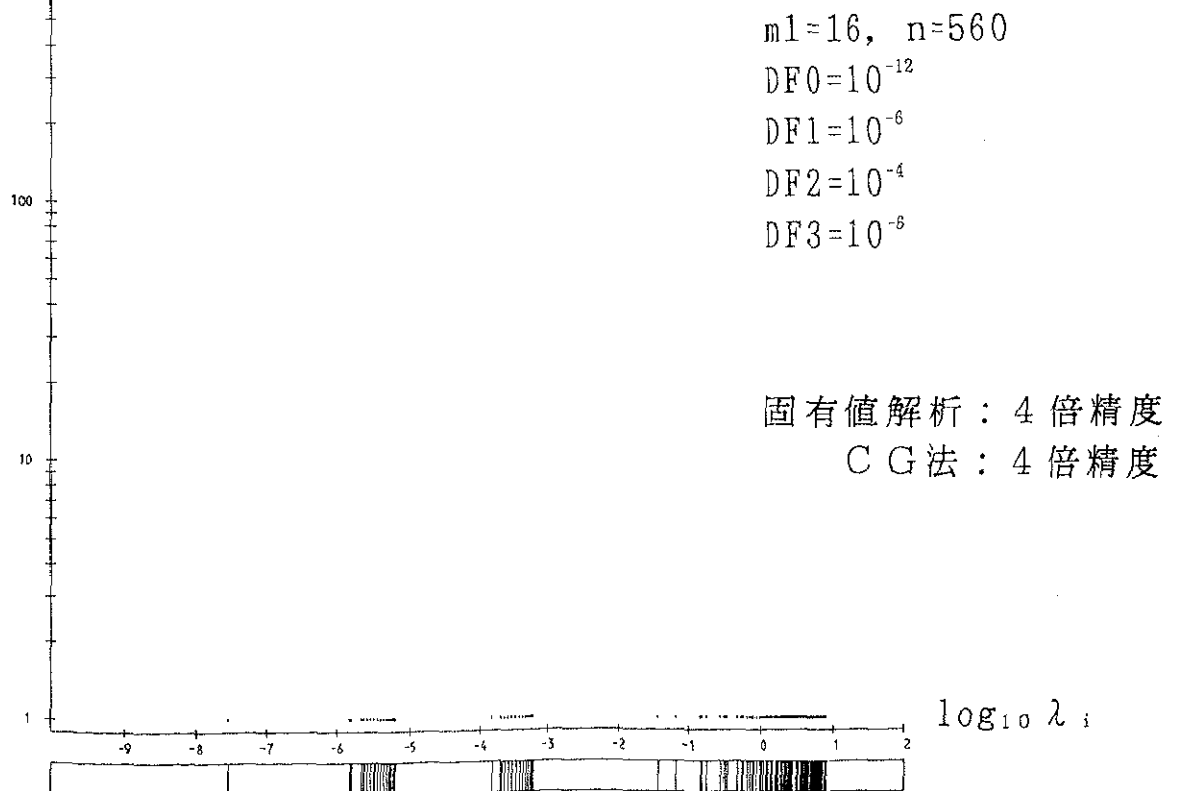 m1=16, n=560
DF0=10⁻¹²
DF1=10⁻⁶
DF2=10⁻⁴
100
DF3=10⁻⁶
固有値解析：4倍精度
10
CG法：4倍精度
1
log₁₀ λ i
-9 -8 -7 -6 -5 -4 -3 -2 -1 0 1 2